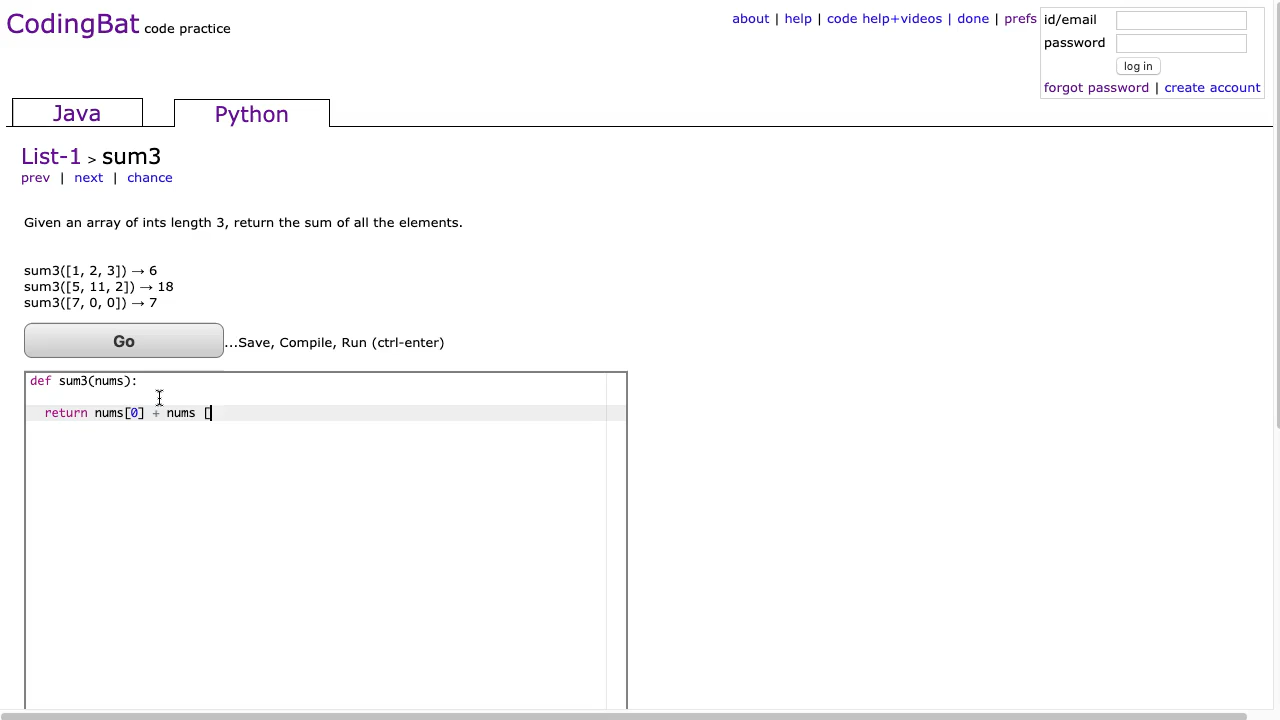 CodingBat code practice
about | help | code help+videos | done | prefs
id/email
password
log in
forgot password | create account
Java
Python
List-1 > sum3
prev | next | chance
Given an array of ints length 3, return the sum of all the elements.
sum3([1, 2, 3]) → 6
sum3([5, 11, 2]) → 18
sum3([7, 0, 0]) → 7
Go ...Save, Compile, Run (ctrl-enter)
def sum3(nums):
return nums[0] + nums [